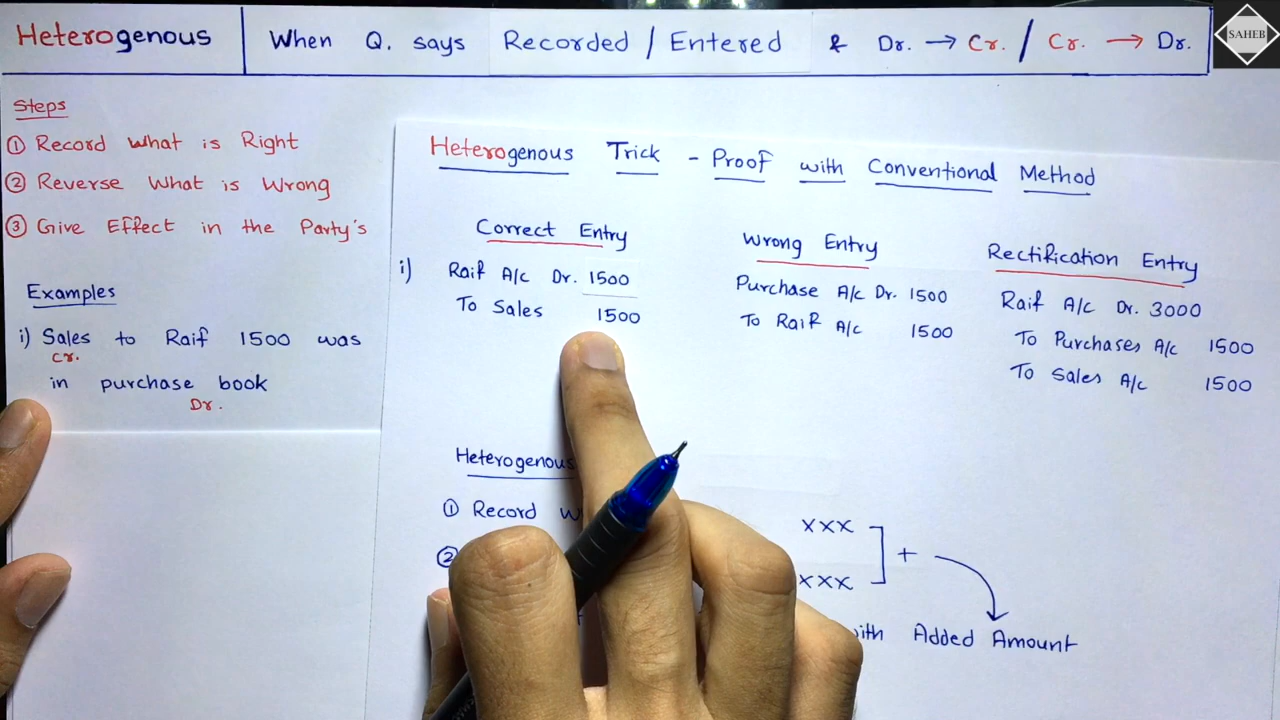 Heterogenous
When Q. says Recorded / Entered & Dr. → Cr. / Cr. → Dr.
SAHEB
Steps
① Record What is Right
② Reverse What is Wrong
③ Give Effect in the Party's
Examples
i) Sales to Raif 1500 was
Cr.
in purchase book
Dr.
Heterogenous Trick - Proof with Conventional Method
Correct Entry
i) Raif A/c Dr. 1500
To Sales 1500
Wrong Entry
Purchase A/c Dr. 1500
To Raif A/c 1500
Rectification Entry
Raif A/c Dr. 3000
To Purchases A/c 1500
To Sales A/c 1500
Heterogenous
① Record
xxx
②
xxx
+
with Added Amount